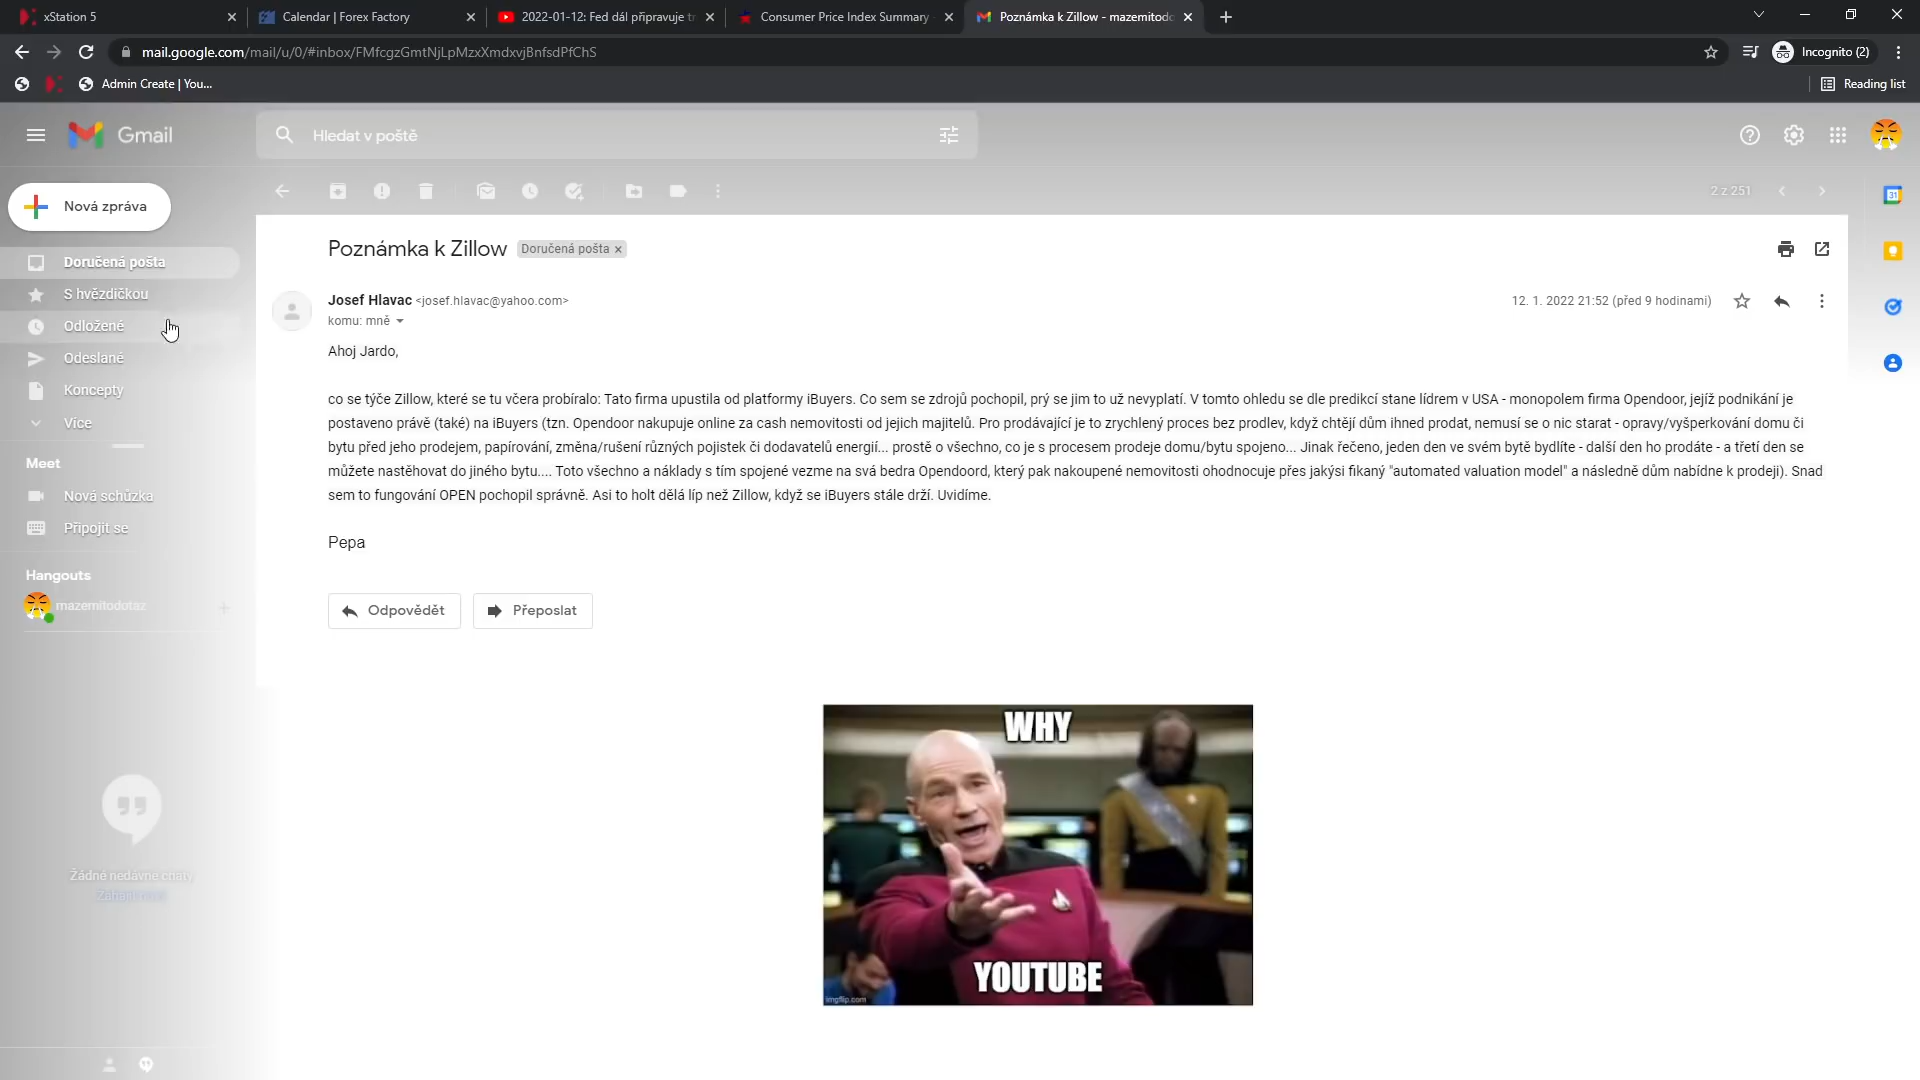 xStation 5
Calendar | Forex Factory
2022-01-12: Fed dál připravuje tr
Consumer Price Index Summary
Poznámka k Zillow - mazemitodo
mail.google.com/mail/u/0/#inbox/FMfcgzGmtNjLpMzxXmdxvjBnfsdPfChS
Incognito (2)
Admin Create | You...
Reading list
Gmail
Hledat v poště
2 z 251
Nová zpráva
Doručená pošta
S hvězdičkou
Odložené
Odeslané
Koncepty
Více
Meet
Nová schůzka
Připojit se
Hangouts
mazemitodotaz
Žádné nedávné chaty
Zahájit nový
31
Poznámka k Zillow Doručená pošta ×
Josef Hlavac <josef.hlavac@yahoo.com>
12. 1. 2022 21:52 (před 9 hodinami)
komu: mně
Ahoj Jardo,
co se týče Zillow, které se tu včera probíralo: Tato firma upustila od platformy iBuyers. Co sem se zdrojů pochopil, prý se jim to už nevyplatí. V tomto ohledu se dle predikcí stane lídrem v USA - monopolem firma Opendoor, jejíž podnikání je
postaveno právě (také) na iBuyers (tzn. Opendoor nakupuje online za cash nemovitosti od jejich majitelů. Pro prodávající je to zrychlený proces bez prodlev, když chtějí dům ihned prodat, nemusí se o nic starat - opravy/vyšperkování domu či
bytu před jeho prodejem, papírování, změna/rušení různých pojistek či dodavatelů energií... prostě o všechno, co je s procesem prodeje domu/bytu spojeno... Jinak řečeno, jeden den ve svém bytě bydlíte - další den ho prodáte - a třetí den se
můžete nastěhovat do jiného bytu.... Toto všechno a náklady s tím spojené vezme na svá bedra Opendoord, který pak nakoupené nemovitosti ohodnocuje přes jakýsi fikaný "automated valuation model" a následně dům nabídne k prodeji). Snad
sem to fungování OPEN pochopil správně. Asi to holt dělá líp než Zillow, když se iBuyers stále drží. Uvidíme.
Pepa
Odpovědět
Přeposlat
WHY
YOUTUBE
imgflip.com